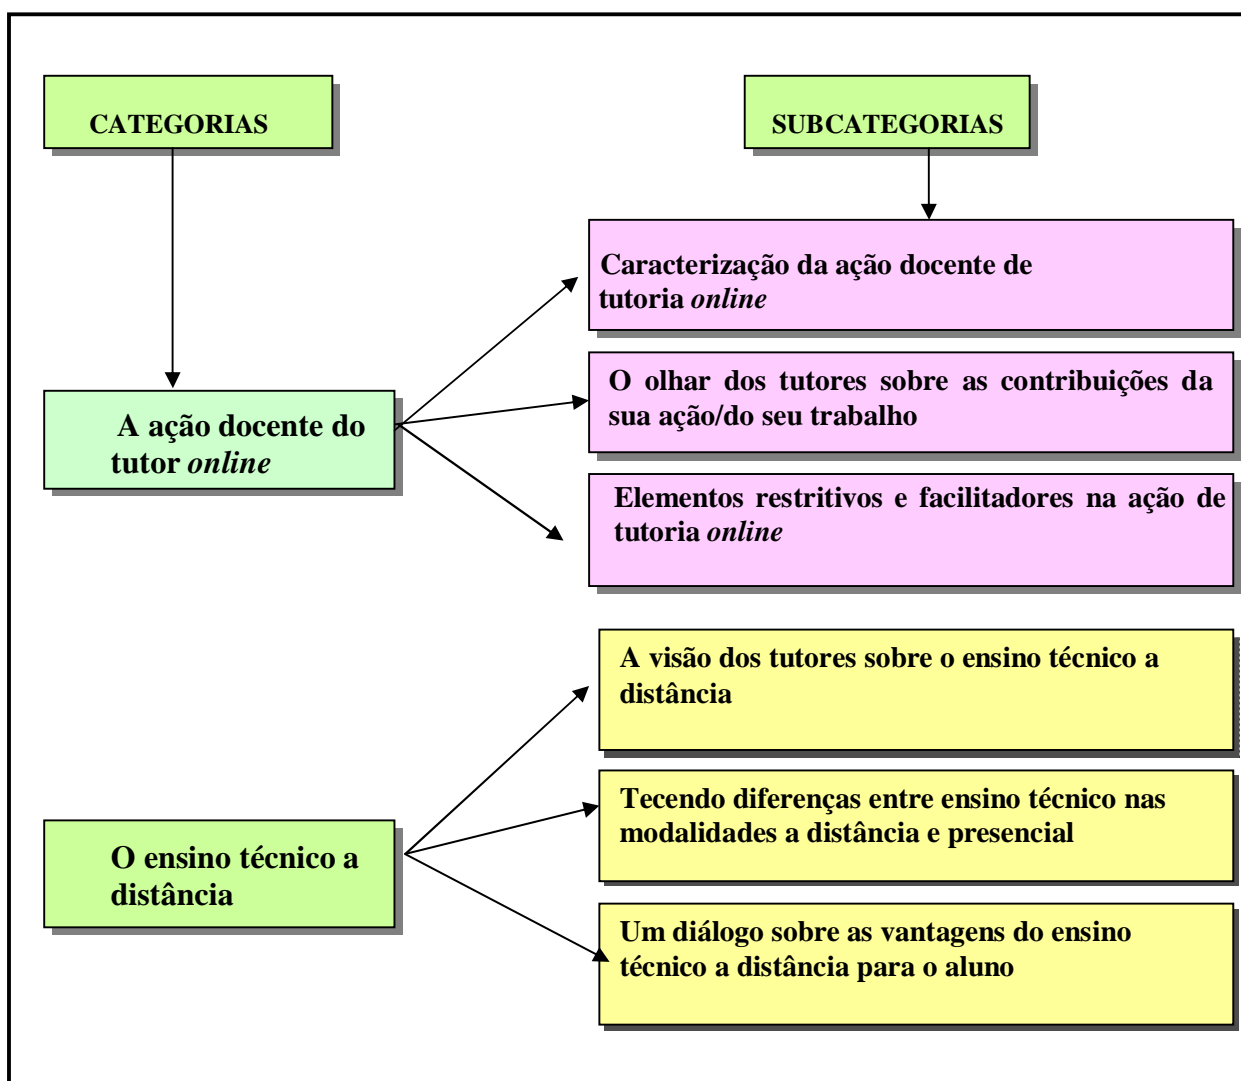 CATEGORIAS
SUBCATEGORIAS
Caracterização da ação docente de
tutoria online
O olhar dos tutores sobre as contribuições da
sua ação/do seu trabalho
A ação docente do
tutor online
Elementos restritivos e facilitadores na ação de
tutoria online
A visão dos tutores sobre o ensino técnico a
distância
Tecendo diferenças entre ensino técnico nas
modalidades a distância e presencial
O ensino técnico a
distância
Um diálogo sobre as vantagens do ensino
técnico a distância para o aluno